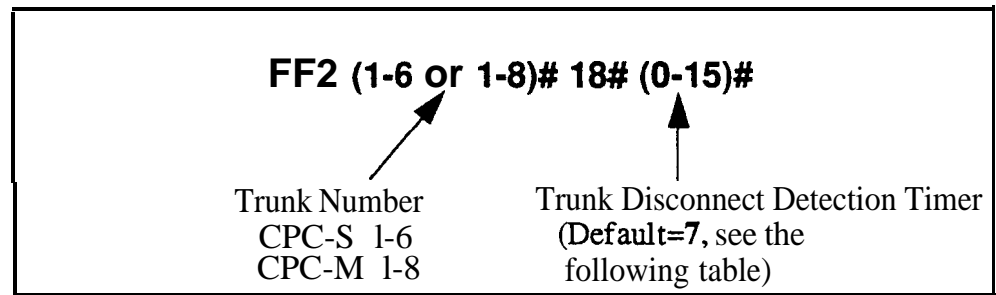 FF2 (1-6 or 1-8)# 18# (0-15)#
Trunk Number
CPC-S 1-6
CPC-M 1-8
Trunk Disconnect Detection Timer
(Default=7, see the
following table)